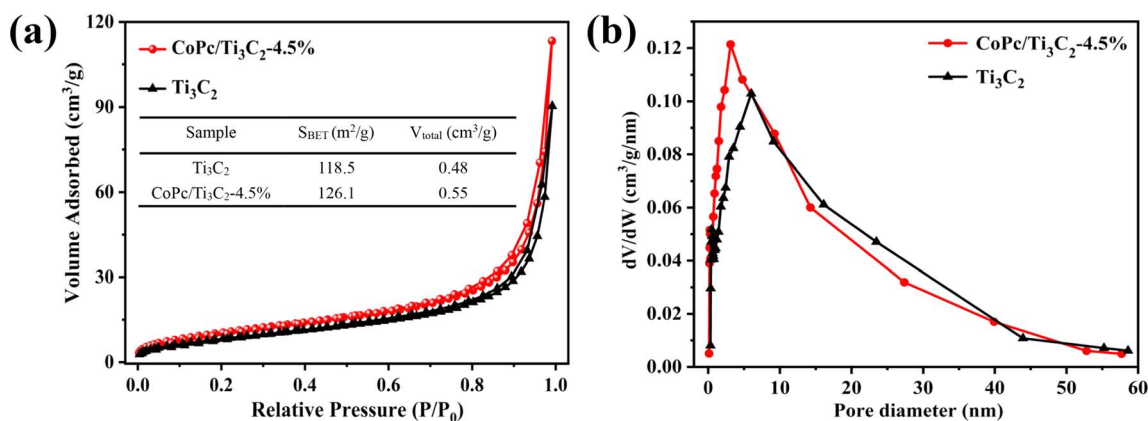 (a)
CoPc/Ti₃C₂-4.5%
Ti₃C₂
Sample S_BET (m²/g) V_total (cm³/g)
Ti₃C₂ 118.5 0.48
CoPc/Ti₃C₂-4.5% 126.1 0.55
Volume Adsorbed (cm³/g)
120
90
60
30
0
0.0 0.2 0.4 0.6 0.8 1.0
Relative Pressure (P/P₀)
(b)
CoPc/Ti₃C₂-4.5%
Ti₃C₂
dV/dW (cm³/g/nm)
0.12
0.10
0.08
0.06
0.04
0.02
0.00
0 10 20 30 40 50 60
Pore diameter (nm)